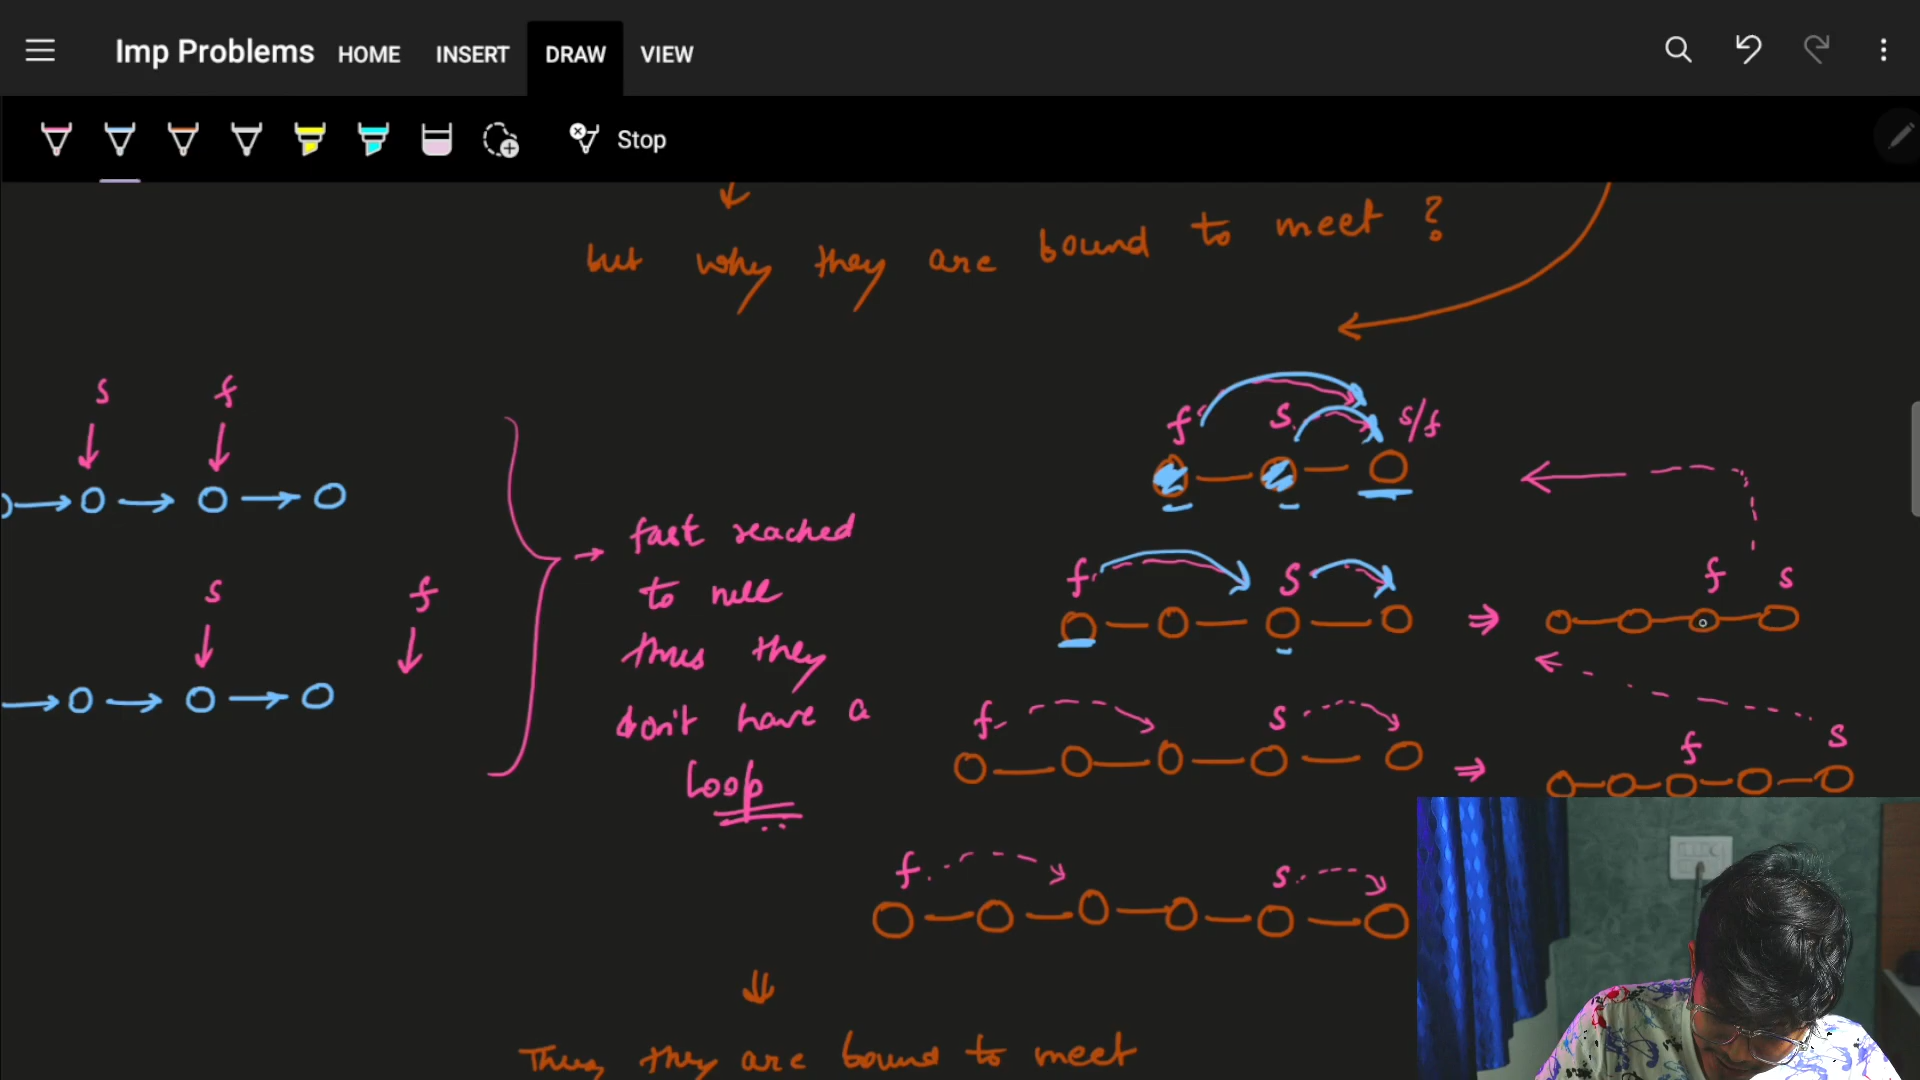 Imp Problems HOME INSERT DRAW VIEW
Stop
but why they are bound to meet ?
s f
f s s/f
fast reached
to null
thus they
don't have a
loop
s f
f s
f s
f s
f s
f s
Thus they are bound to meet